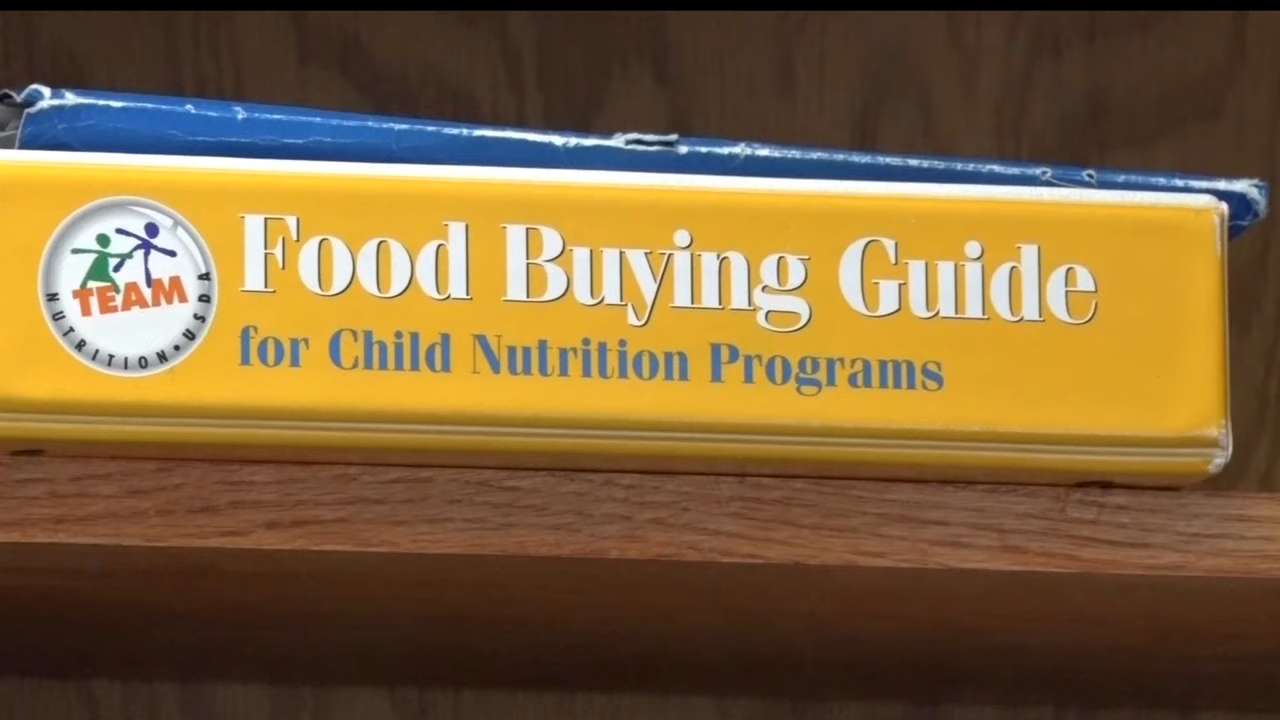 TEAM
NUTRITION • USDA
Food Buying Guide
for Child Nutrition Programs